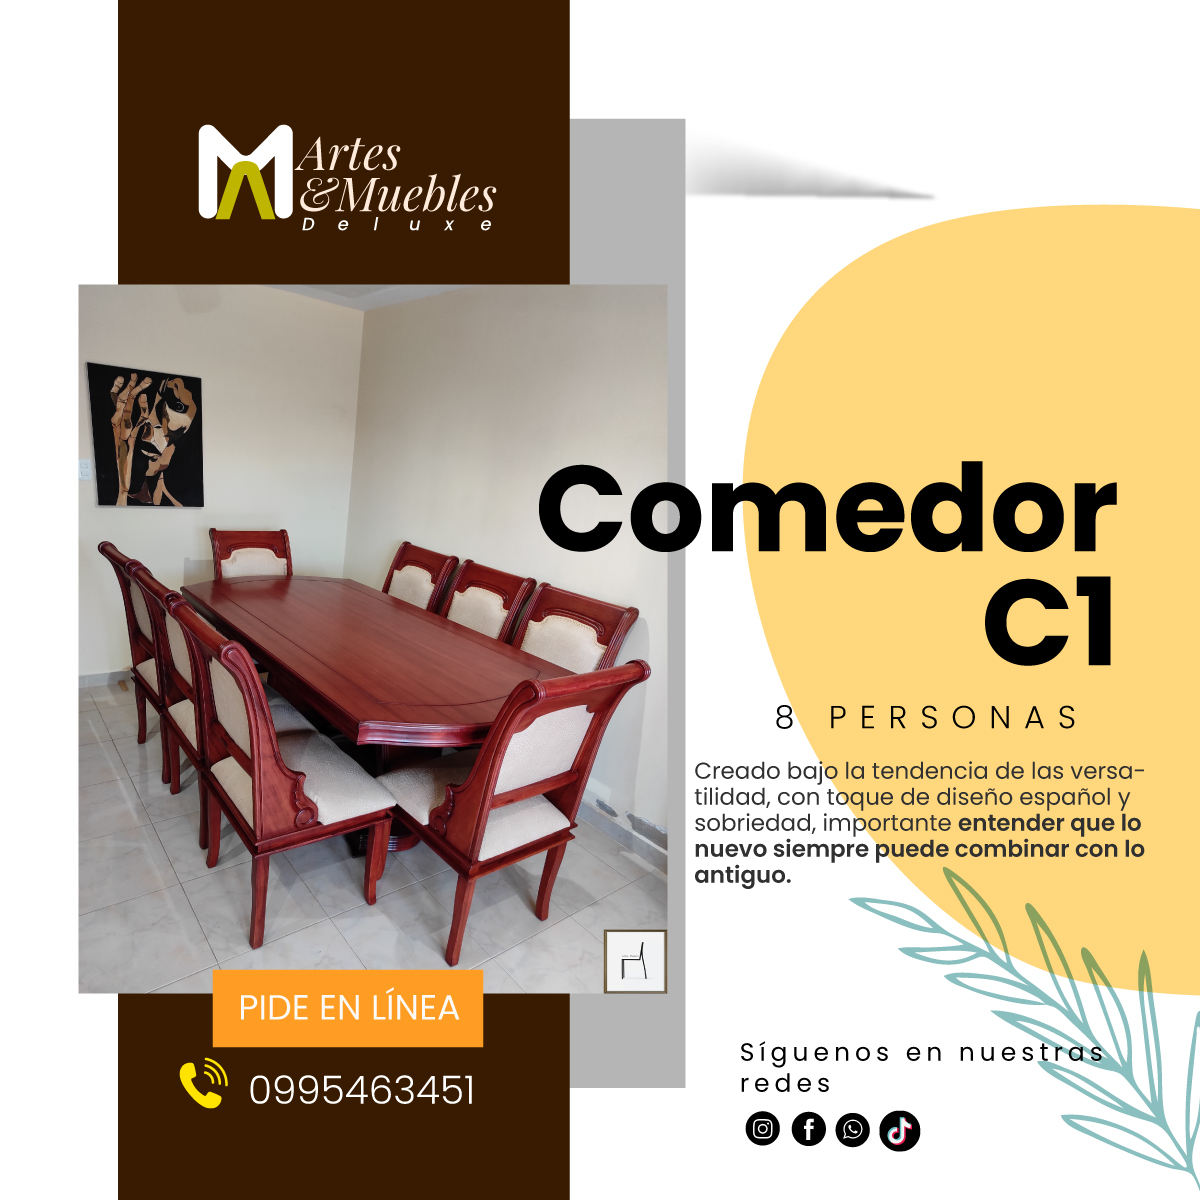 Artes
&Muebles
Deluxe
Comedor
C1
8 PERSONAS
Creado bajo la tendencia de las versa-
tilidad, con toque de diseño español y
sobriedad, importante entender que lo
nuevo siempre puede combinar con lo
antiguo.
PIDE EN LÍNEA
0995463451
Síguenos en nuestras
redes